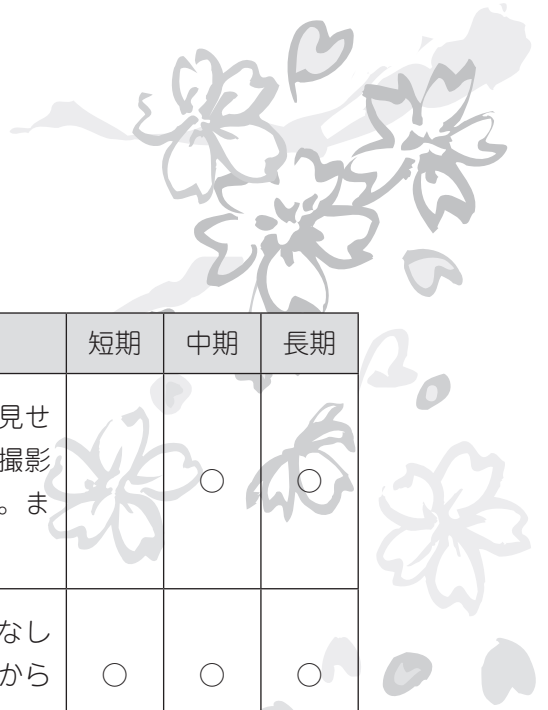 短期 中期 長期
見せ
撮影
○ ○
。ま
なし
から
○ ○ ○